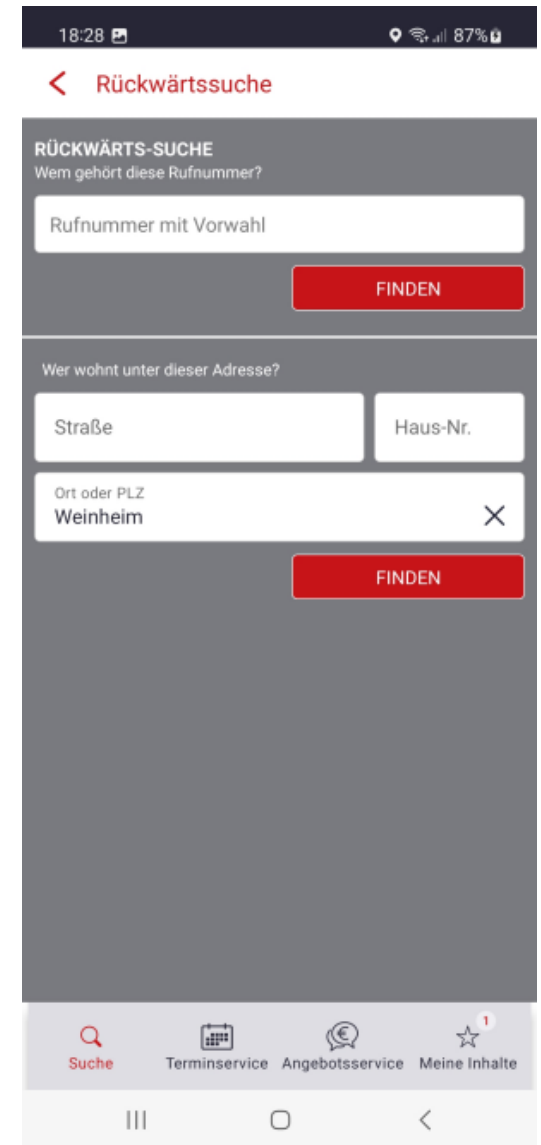 18:28 87%
Rückwärtssuche
RÜCKWÄRTS-SUCHE
Wem gehört diese Rufnummer?
Rufnummer mit Vorwahl
FINDEN
Wer wohnt unter dieser Adresse?
Straße Haus-Nr.
Ort oder PLZ
Weinheim
FINDEN
1
Suche Terminservice Angebotsservice Meine Inhalte